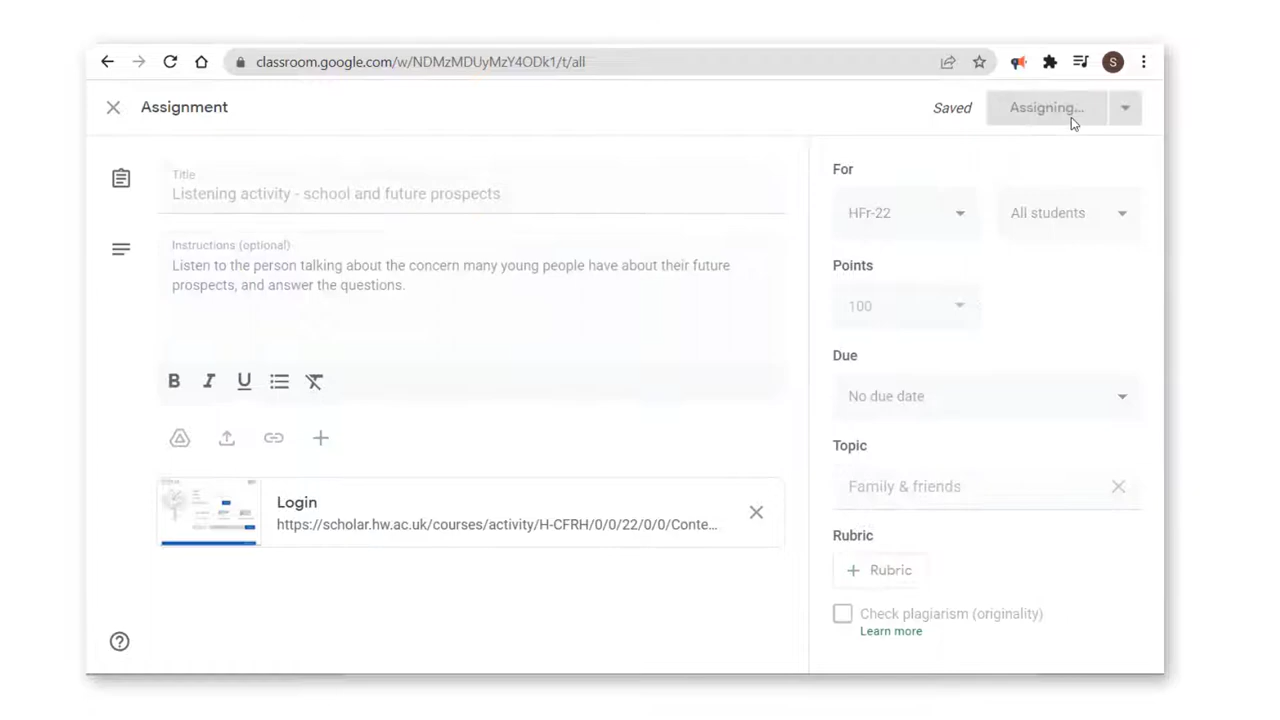 classroom.google.com/w/NDMzMDUyMzY4ODk1/t/all
S
Assignment
Saved
Assigning...
Title
Listening activity - school and future prospects
Instructions (optional)
Listen to the person talking about the concern many young people have about their future
prospects, and answer the questions.
B I U
Login
https://scholar.hw.ac.uk/courses/activity/H-CFRH/0/0/22/0/0/Conte...
For
HFr-22
All students
Points
100
Due
No due date
Topic
Family & friends
Rubric
+ Rubric
Check plagiarism (originality)
Learn more